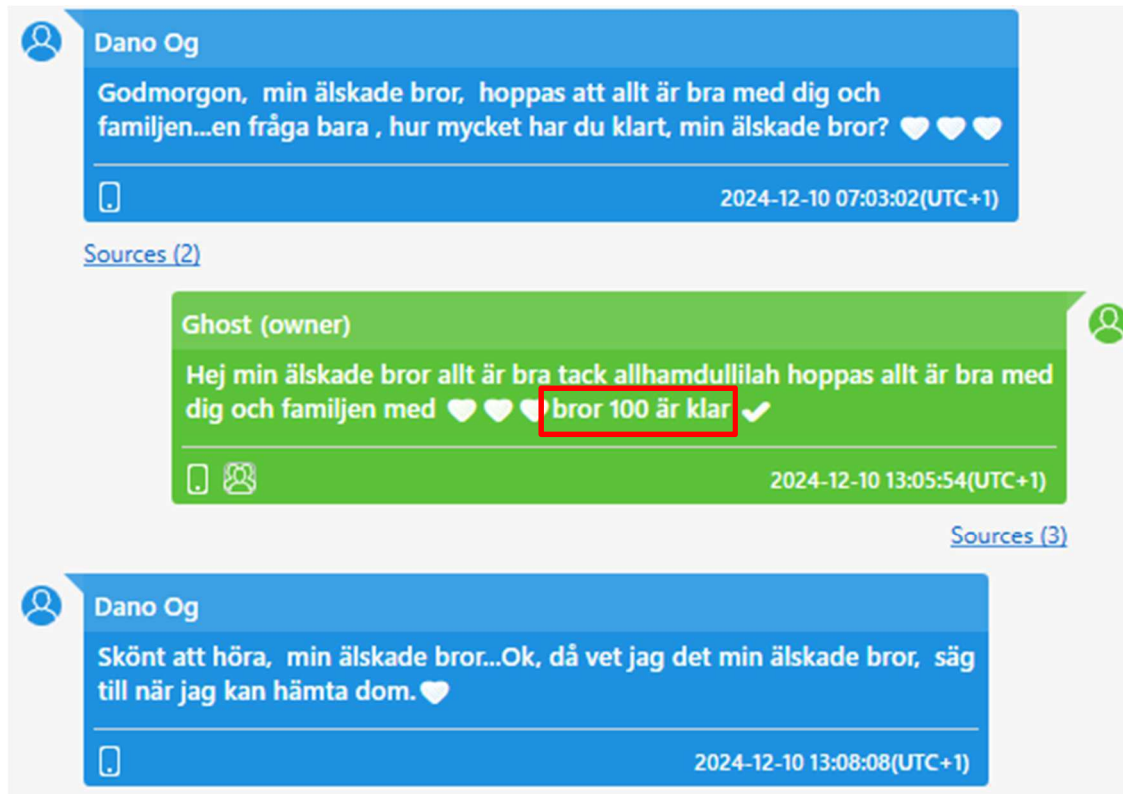 Dano Og
Godmorgon, min älskade bror, hoppas att allt är bra med dig och
familjen...en fråga bara , hur mycket har du klart, min älskade bror? 🤍 🤍 🤍
2024-12-10 07:03:02(UTC+1)
Sources (2)
Ghost (owner)
Hej min älskade bror allt är bra tack allhamdullilah hoppas allt är bra med
dig och familjen med 🤍 🤍 🤍 bror 100 är klar ✔
2024-12-10 13:05:54(UTC+1)
Sources (3)
Dano Og
Skönt att höra, min älskade bror...Ok, då vet jag det min älskade bror, säg
till när jag kan hämta dom. 🤍
2024-12-10 13:08:08(UTC+1)